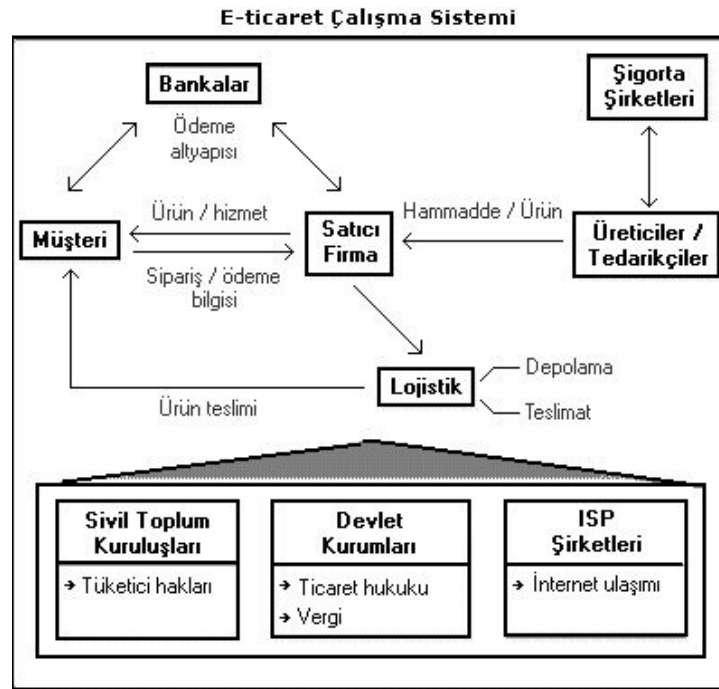 E-ticaret Çalışma Sistemi
Bankalar
Şigorta
Şirketleri
Ödeme
altyapısı
Ürün / hizmet
Müşteri
Satıcı
Firma
Hammadde / Ürün
Üreticiler /
Tedarikçiler
Sipariş / ödeme
bilgisi
Lojistik
Depolama
Teslimat
Ürün teslimi
Sivil Toplum
Kuruluşları
→ Tüketici hakları
Devlet
Kurumları
→ Ticaret hukuku
→ Vergi
ISP
Şirketleri
→ İnternet ulaşımı